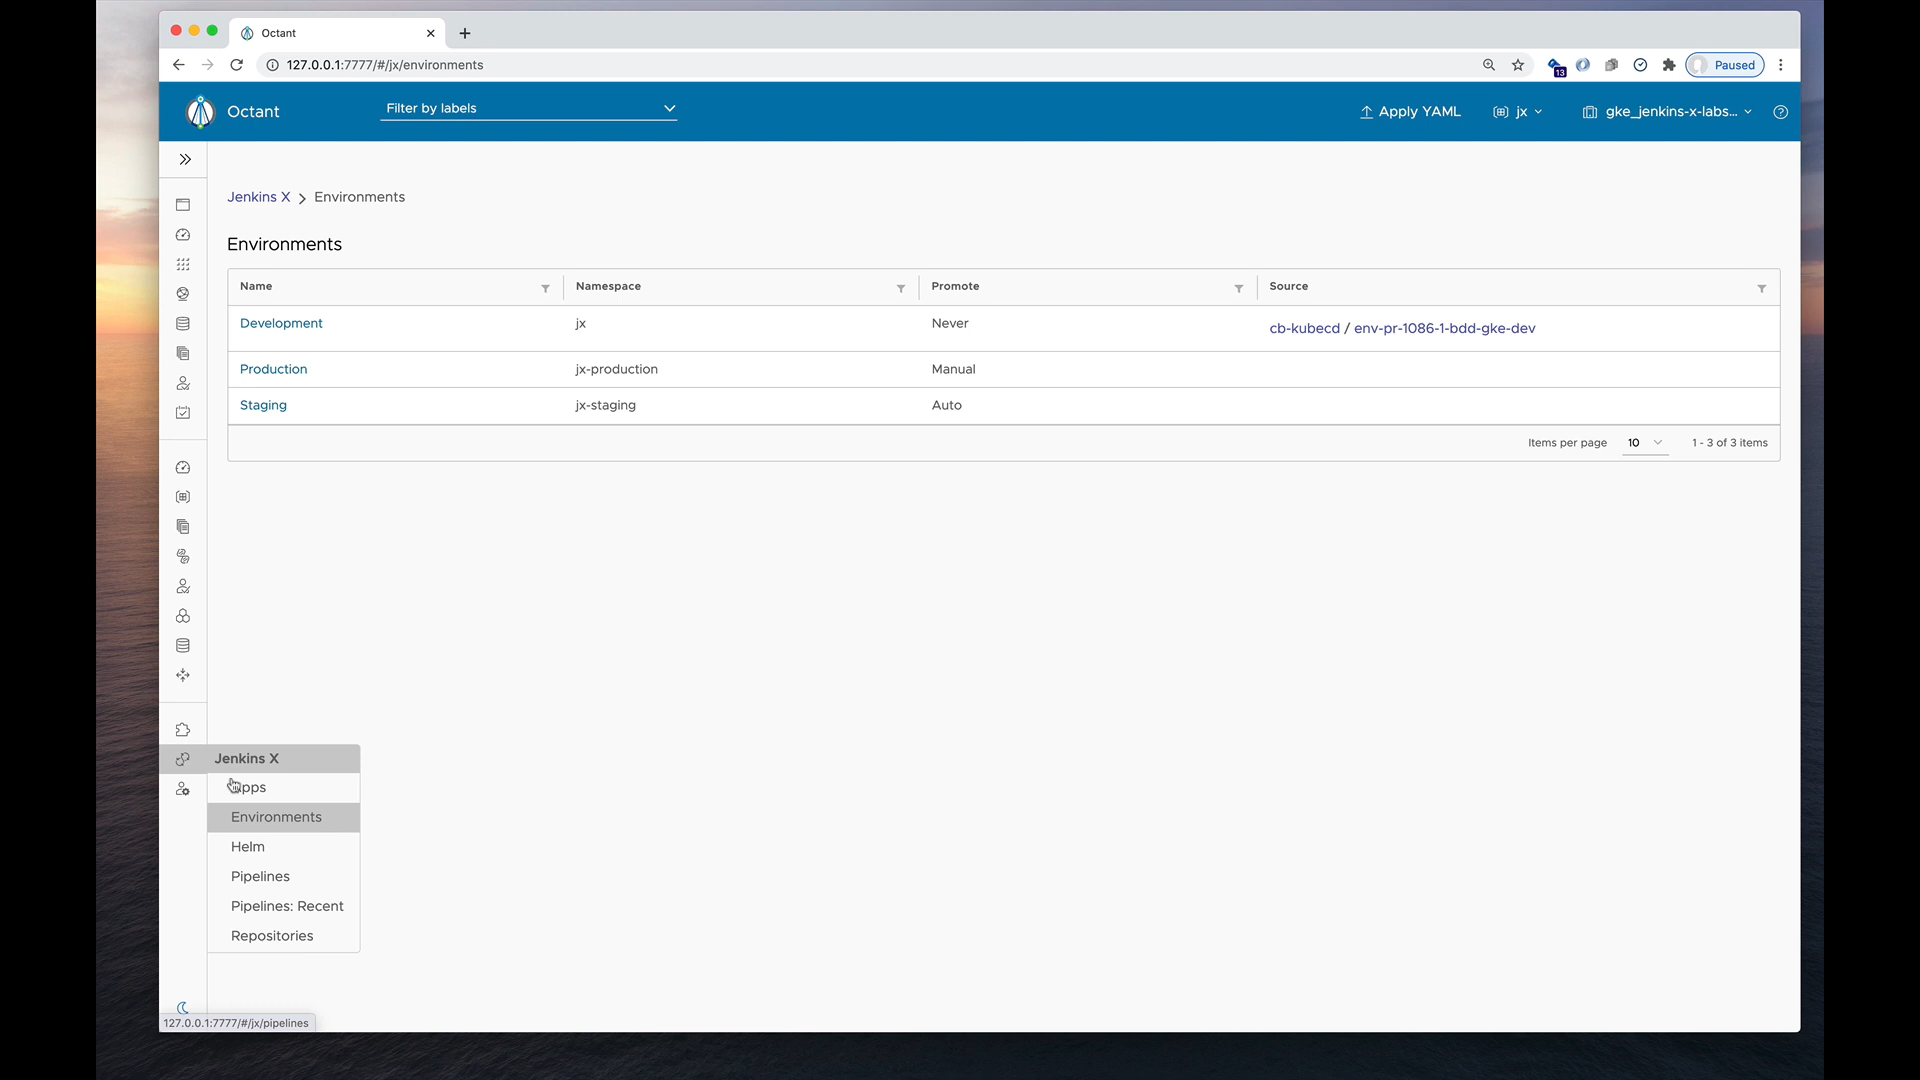 Octant
127.0.0.1:7777/#/jx/environments
13
Paused
Octant
Filter by labels
Apply YAML
jx
gke_jenkins-x-labs...
Jenkins X > Environments
Environments
Name Namespace Promote Source
Development jx Never cb-kubecd / env-pr-1086-1-bdd-gke-dev
Production jx-production Manual
Staging jx-staging Auto
Items per page 10 1 - 3 of 3 items
Jenkins X
pps
Environments
Helm
Pipelines
Pipelines: Recent
Repositories
127.0.0.1:7777/#/jx/pipelines